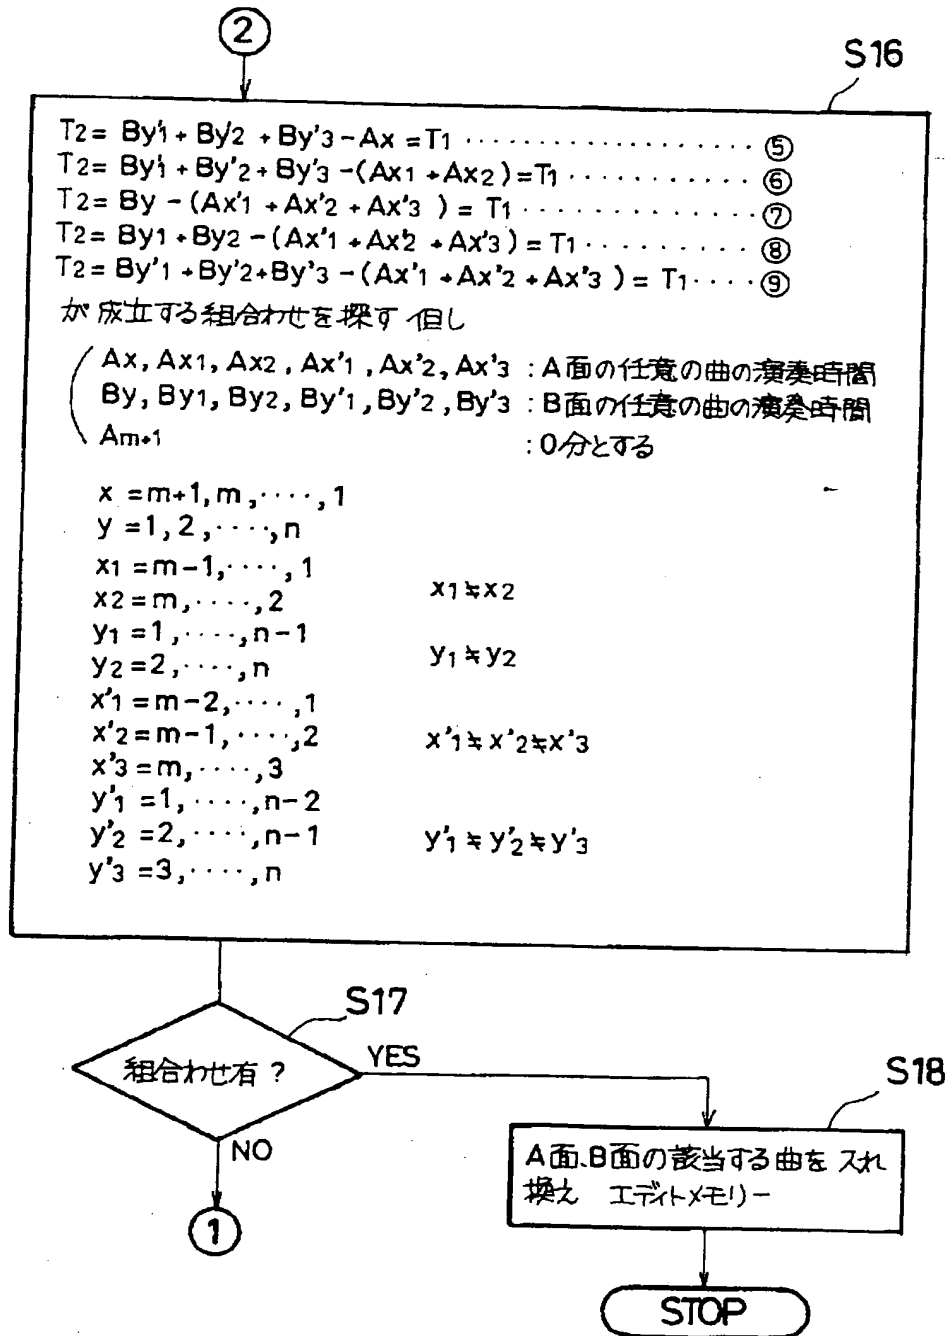 ②
S16
T2= By'1 + By'2 + By'3 - Ax = T1 ··················· ⑤
T2= By'1 + By'2 + By'3 - (Ax1 + Ax2) = T1 ············ ⑥
T2= By - (Ax'1 + Ax'2 + Ax'3 ) = T1 ·············· ⑦
T2= By1 + By2 - (Ax'1 + Ax'2 + Ax'3) = T1 ·········· ⑧
T2= By'1 + By'2 + By'3 - (Ax'1 + Ax'2 + Ax'3 ) = T1 ···· ⑨
が成立する組合わせを探す 但し
Ax, Ax1, Ax2, Ax'1, Ax'2, Ax'3 : A面の任意の曲の演奏時間
By, By1, By2, By'1, By'2, By'3 : B面の任意の曲の演奏時間
Am+1 : 0分とする
x = m+1, m, ····, 1
y = 1, 2, ····, n
x1 = m-1, ····, 1
x2 = m, ····, 2 x1≒x2
y1 = 1, ····, n-1
y2 = 2, ····, n y1≒y2
x'1 = m-2, ····, 1
x'2 = m-1, ····, 2 x'1≒x'2≒x'3
x'3 = m, ····, 3
y'1 = 1, ····, n-2
y'2 = 2, ····, n-1 y'1≒y'2≒y'3
y'3 = 3, ····, n
S17
組合わせ有?
YES
NO
①
S18
A面、B面の該当する曲を入れ
換え エディトメモリー
STOP